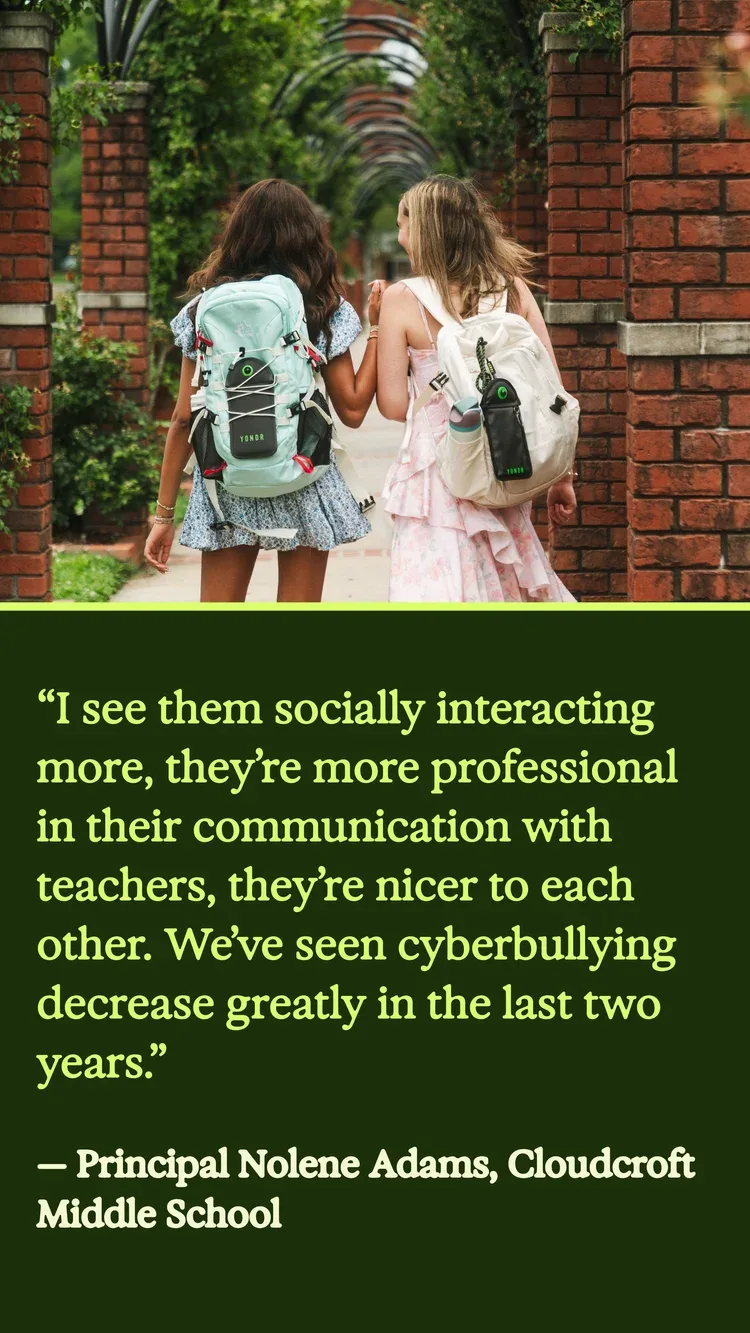 YONDR
YONDR
“I see them socially interacting
more, they’re more professional
in their communication with
teachers, they’re nicer to each
other. We’ve seen cyberbullying
decrease greatly in the last two
years.”
— Principal Nolene Adams, Cloudcroft
Middle School